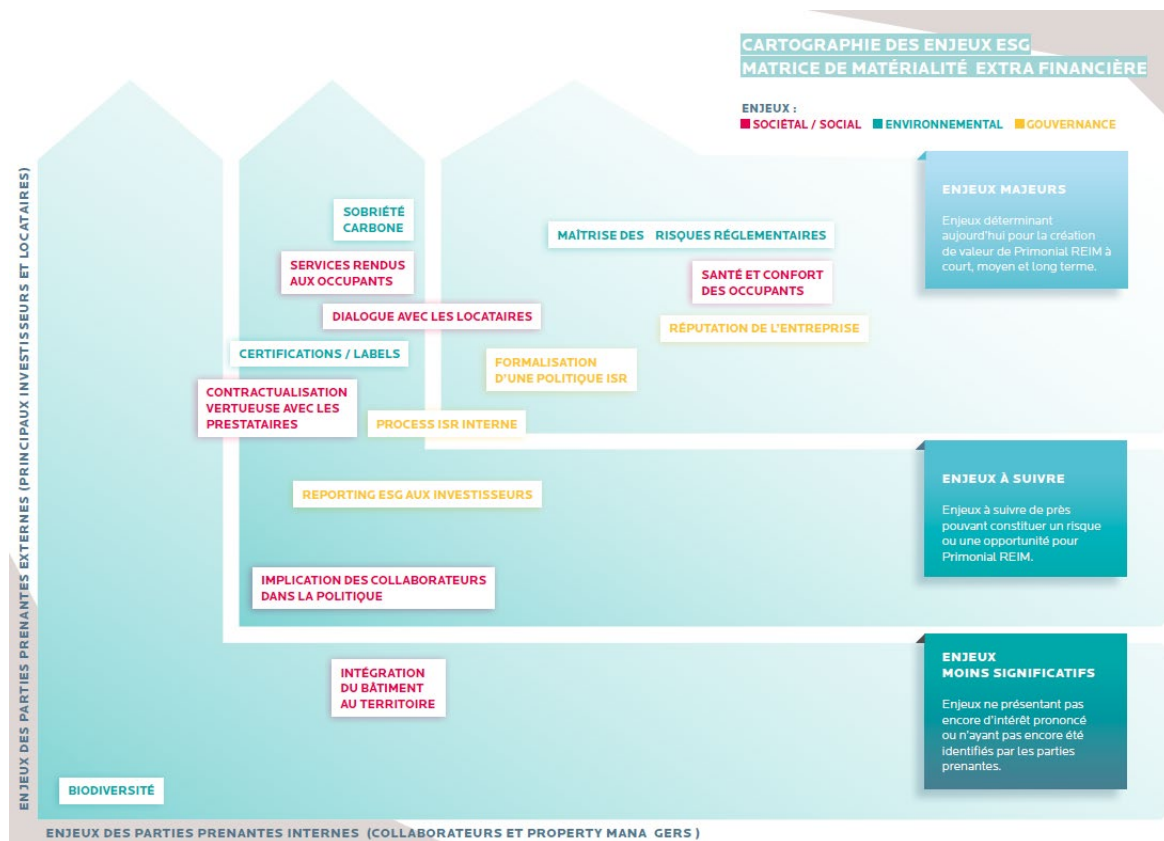 CARTOGRAPHIE DES ENJEUX ESG
MATRICE DE MATÉRIALITÉ EXTRA FINANCIÈRE
ENJEUX :
SOCIÉTAL / SOCIAL ENVIRONNEMENTAL GOUVERNANCE
ENJEUX DES PARTIES PRENANTES EXTERNES (PRINCIPAUX INVESTISSEURS ET LOCATAIRES)
SOBRIÉTÉ
CARBONE
MAÎTRISE DES RISQUES RÉGLEMENTAIRES
SERVICES RENDUS
AUX OCCUPANTS
SANTÉ ET CONFORT
DES OCCUPANTS
DIALOGUE AVEC LES LOCATAIRES
RÉPUTATION DE L'ENTREPRISE
CERTIFICATIONS / LABELS
FORMALISATION
D'UNE POLITIQUE ISR
CONTRACTUALISATION
VERTUEUSE AVEC LES
PRESTATAIRES
PROCESS ISR INTERNE
REPORTING ESG AUX INVESTISSEURS
IMPLICATION DES COLLABORATEURS
DANS LA POLITIQUE
INTÉGRATION
DU BÂTIMENT
AU TERRITOIRE
BIODIVERSITÉ
ENJEUX MAJEURS
Enjeux déterminant
aujourd'hui pour la création
de valeur de Primonial REIM à
court, moyen et long terme.
ENJEUX À SUIVRE
Enjeux à suivre de près
pouvant constituer un risque
ou une opportunité pour
Primonial REIM.
ENJEUX
MOINS SIGNIFICATIFS
Enjeux ne présentant pas
encore d'intérêt prononcé
ou n'ayant pas encore été
identifiés par les parties
prenantes.
ENJEUX DES PARTIES PRENANTES INTERNES (COLLABORATEURS ET PROPERTY MANA GERS )